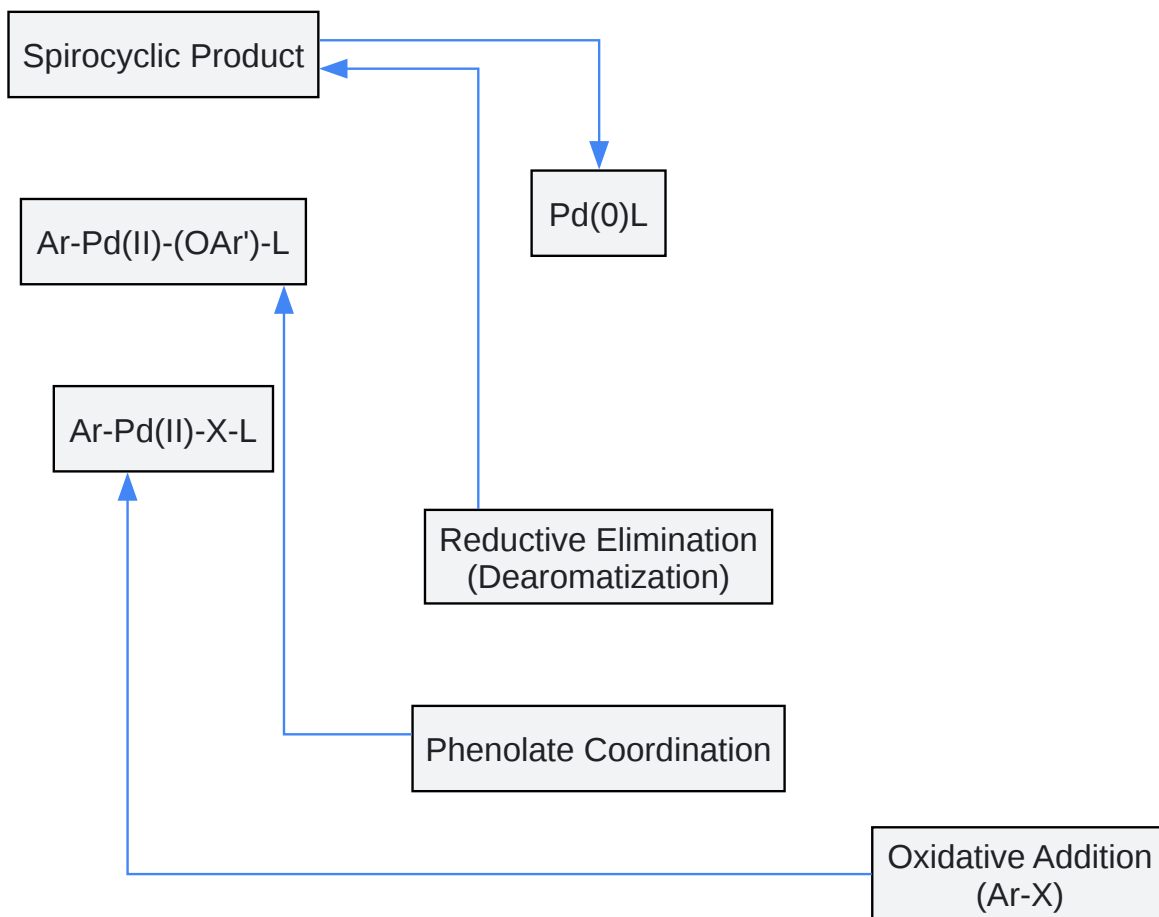 Spirocyclic Product
Pd(0)L
Ar-Pd(II)-(OAr')-L
Ar-Pd(II)-X-L
Reductive Elimination
(Dearomatization)
Phenolate Coordination
Oxidative Addition
(Ar-X)